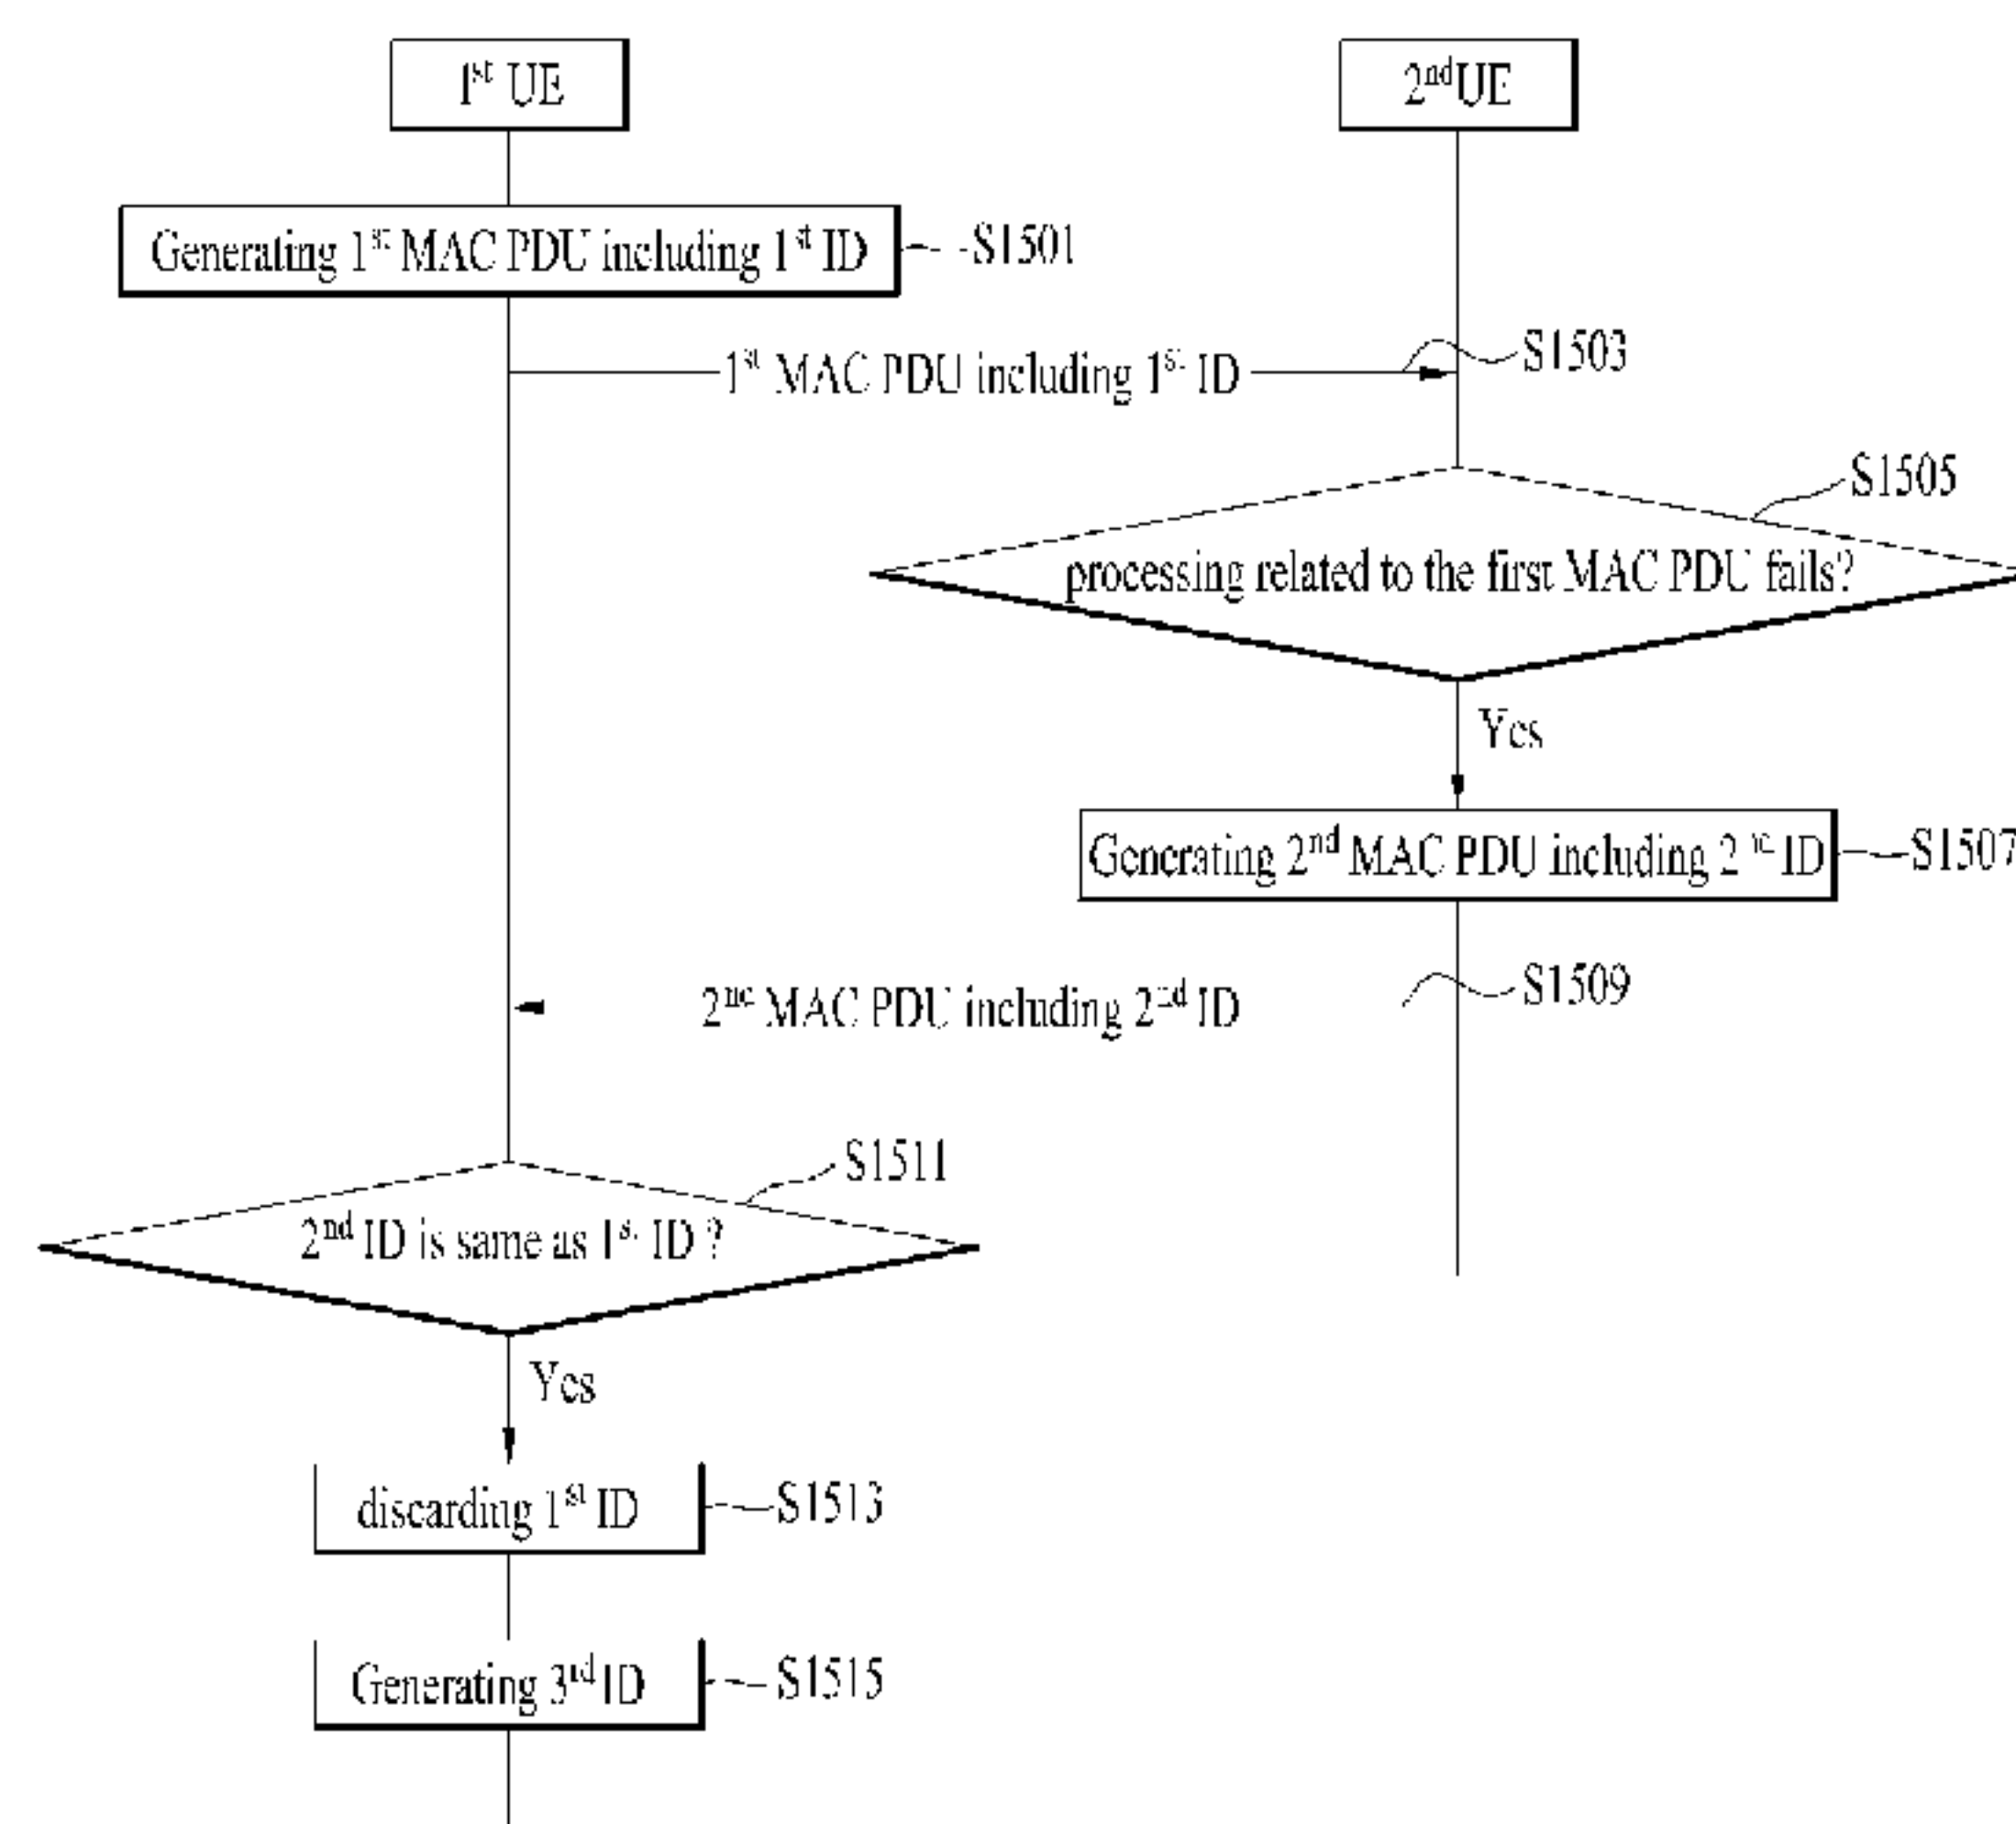 1st UE
2nd UE
Generating 1st MAC PDU including 1st ID
S1501
1st MAC PDU including 1st ID
S1503
S1505
processing related to the first MAC PDU fails?
Yes
Generating 2nd MAC PDU including 2nd ID
S1507
2nd MAC PDU including 2nd ID
S1509
S1511
2nd ID is same as 1st ID ?
Yes
discarding 1st ID
S1513
Generating 3rd ID
S1515